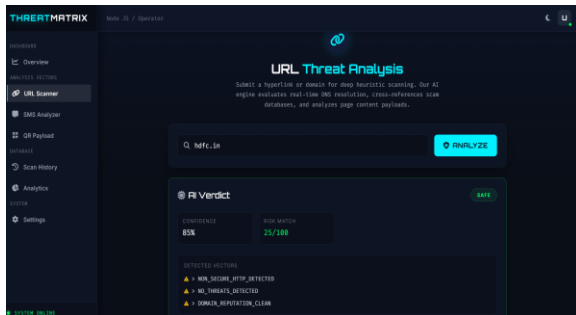 THREATMATRIX
Node JS / Operator
U
DASHBOARD
Overview
ANALYSIS VECTORS
URL Scanner
SMS Analyzer
QR Payload
DATABASE
Scan History
Analytics
SYSTEM
Settings
SYSTEM ONLINE
URL Threat Analysis
Submit a hyperlink or domain for deep heuristic scanning. Our AI
engine evaluates real-time DNS resolution, cross-references scam
databases, and analyzes page content payloads.
hdfc.in
ANALYZE
AI Verdict
SAFE
CONFIDENCE
85%
RISK MATCH
25/100
DETECTED VECTORS
> NON_SECURE_HTTP_DETECTED
> NO_THREATS_DETECTED
> DOMAIN_REPUTATION_CLEAN